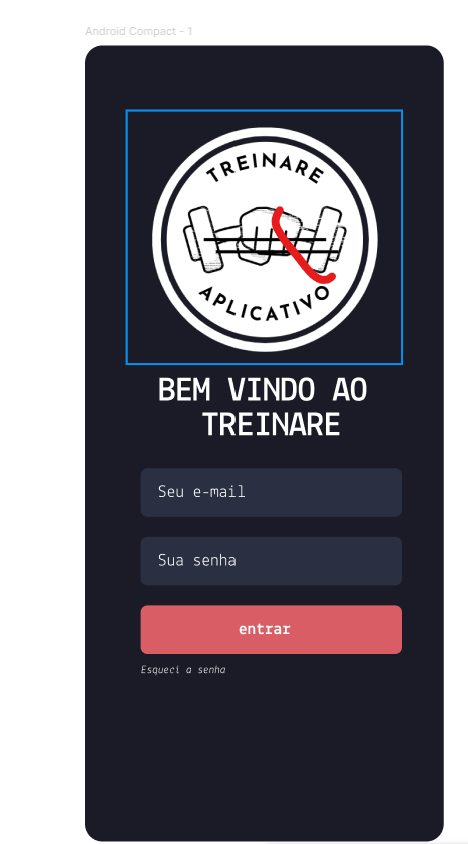 Android Compact - 1
TREINARE
APLICATIVO
BEM VINDO AO
TREINARE
Seu e-mail
Sua senha
entrar
Esqueci a senha